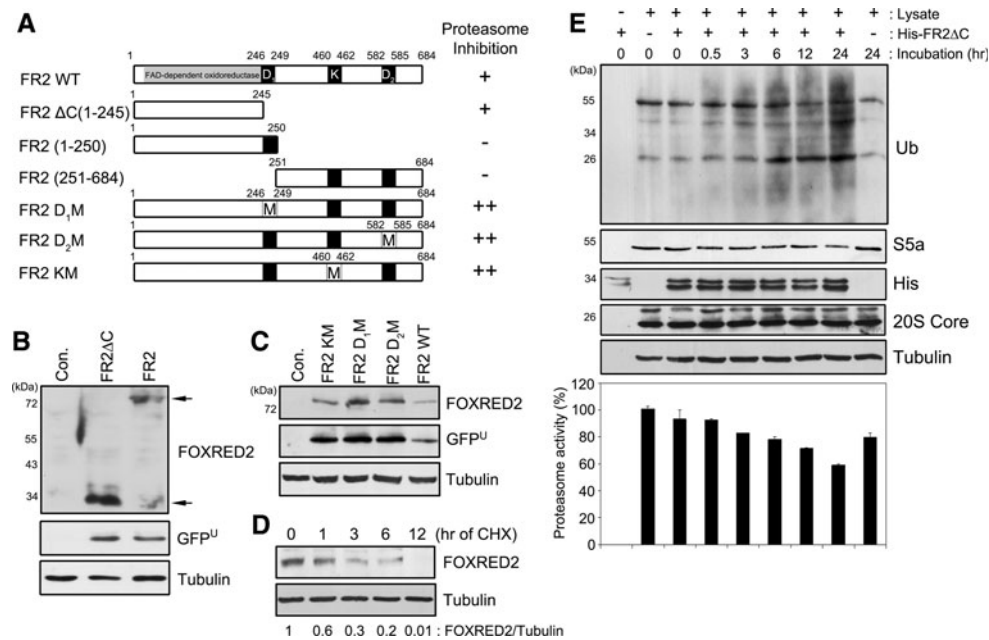 A
Proteasome
Inhibition
1 246 249 460 462 582 585 684
FR2 WT FAD-dependent oxidoreductase D1 K D2 +
1 245
FR2 ΔC(1-245) +
1 250
FR2 (1-250) -
251 684
FR2 (251-684) -
1 246 249 684
FR2 D1M M ++
1 582 585 684
FR2 D2M M ++
1 460 462 684
FR2 KM M ++
B
Con. FR2ΔC FR2
(kDa)
72
55
43
34
FOXRED2
GFPU
Tubulin
C
Con. FR2 KM FR2 D1M FR2 D2M FR2 WT
(kDa)
72
FOXRED2
GFPU
Tubulin
D
0 1 3 6 12 (hr of CHX)
FOXRED2
Tubulin
1 0.6 0.3 0.2 0.01 : FOXRED2/Tubulin
E
- + + + + + + + + : Lysate
+ - + + + + + + - : His-FR2ΔC
0 0 0 0.5 3 6 12 24 24 : Incubation (hr)
(kDa)
55
34
26
Ub
55
S5a
34
His
26
20S Core
Tubulin
Proteasome activity (%)
120
100
80
60
40
20
0